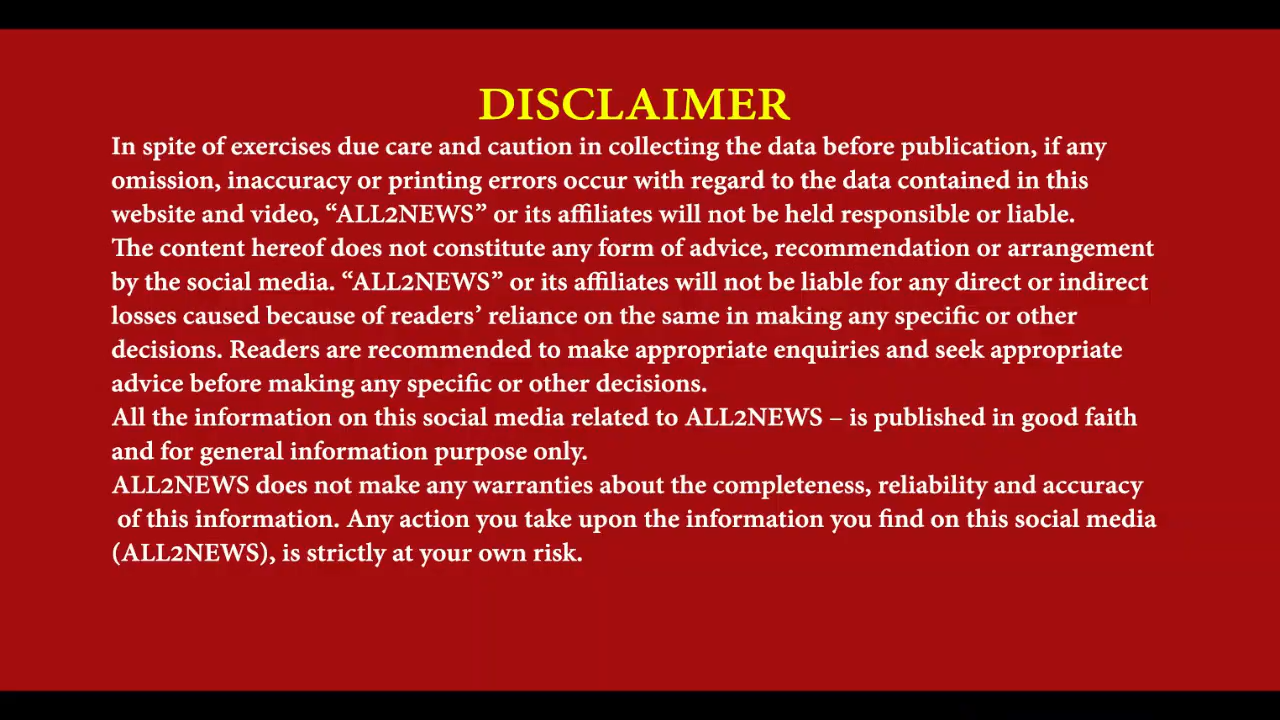 DISCLAIMER
In spite of exercises due care and caution in collecting the data before publication, if any
omission, inaccuracy or printing errors occur with regard to the data contained in this
website and video, “ALL2NEWS” or its affiliates will not be held responsible or liable.
The content hereof does not constitute any form of advice, recommendation or arrangement
by the social media. “ALL2NEWS” or its affiliates will not be liable for any direct or indirect
losses caused because of readers’ reliance on the same in making any specific or other
decisions. Readers are recommended to make appropriate enquiries and seek appropriate
advice before making any specific or other decisions.
All the information on this social media related to ALL2NEWS – is published in good faith
and for general information purpose only.
ALL2NEWS does not make any warranties about the completeness, reliability and accuracy
of this information. Any action you take upon the information you find on this social media
(ALL2NEWS), is strictly at your own risk.